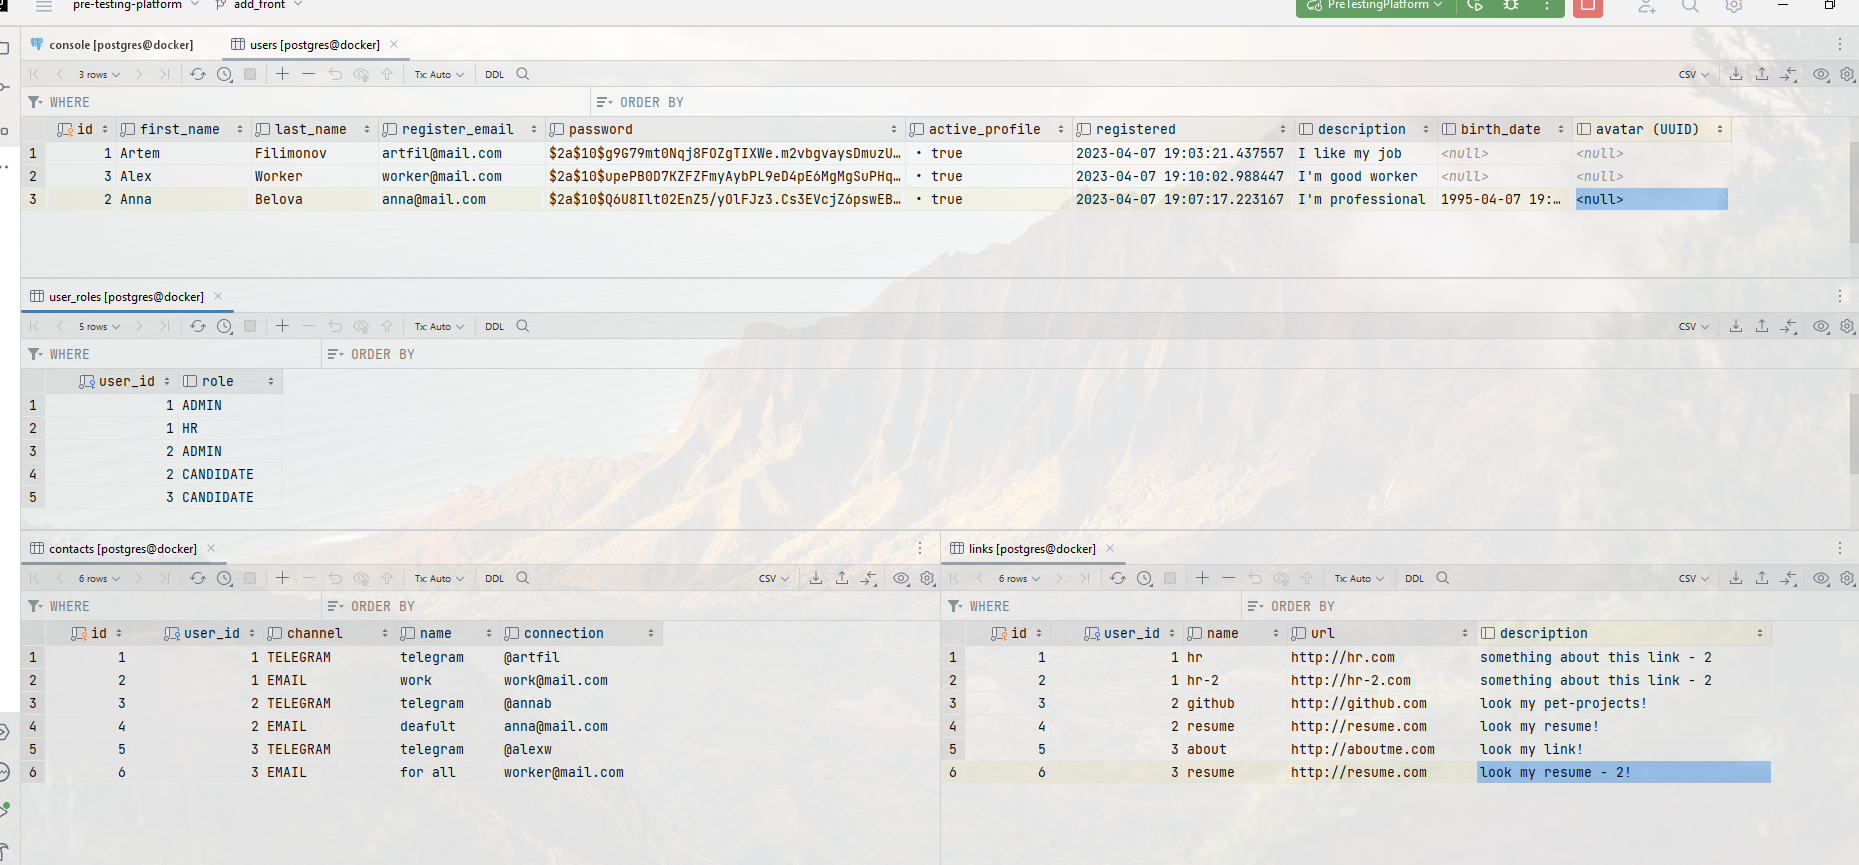 pre-testing-platform add_front PreTestingPlatform
console [postgres@docker] users [postgres@docker]
3 rows Tx: Auto DDL CSV
WHERE ORDER BY
id first_name last_name register_email password active_profile registered description birth_date avatar (UUID)
1 1 Artem Filimonov artfil@mail.com $2a$10$g9G79mt0Nqj8FOZgTIXWe.m2vbgvaysDmuzU… true 2023-04-07 19:03:21.437557 I like my job <null> <null>
2 3 Alex Worker worker@mail.com $2a$10$upePB0D7KZFZFmyAybPL9eD4pE6MgMgSuPHq… true 2023-04-07 19:10:02.988447 I'm good worker <null> <null>
3 2 Anna Belova anna@mail.com $2a$10$Q6U8Ilt02EnZ5/yOlFJz3.Cs3EVcjZ6pswEB… true 2023-04-07 19:07:17.223167 I'm professional 1995-04-07 19:… <null>
user_roles [postgres@docker]
5 rows Tx: Auto DDL CSV
WHERE ORDER BY
user_id role
1 1 ADMIN
2 1 HR
3 2 ADMIN
4 2 CANDIDATE
5 3 CANDIDATE
contacts [postgres@docker]
6 rows Tx: Auto DDL CSV
WHERE ORDER BY
id user_id channel name connection
1 1 1 TELEGRAM telegram @artfil
2 2 1 EMAIL work work@mail.com
3 3 2 TELEGRAM telegram @annab
4 4 2 EMAIL deafult anna@mail.com
5 5 3 TELEGRAM telegram @alexw
6 6 3 EMAIL for all worker@mail.com
links [postgres@docker]
6 rows Tx: Auto DDL CSV
WHERE ORDER BY
id user_id name url description
1 1 1 hr http://hr.com something about this link - 2
2 2 1 hr-2 http://hr-2.com something about this link - 2
3 3 2 github http://github.com look my pet-projects!
4 4 2 resume http://resume.com look my resume!
5 5 3 about http://aboutme.com look my link!
6 6 3 resume http://resume.com look my resume - 2!